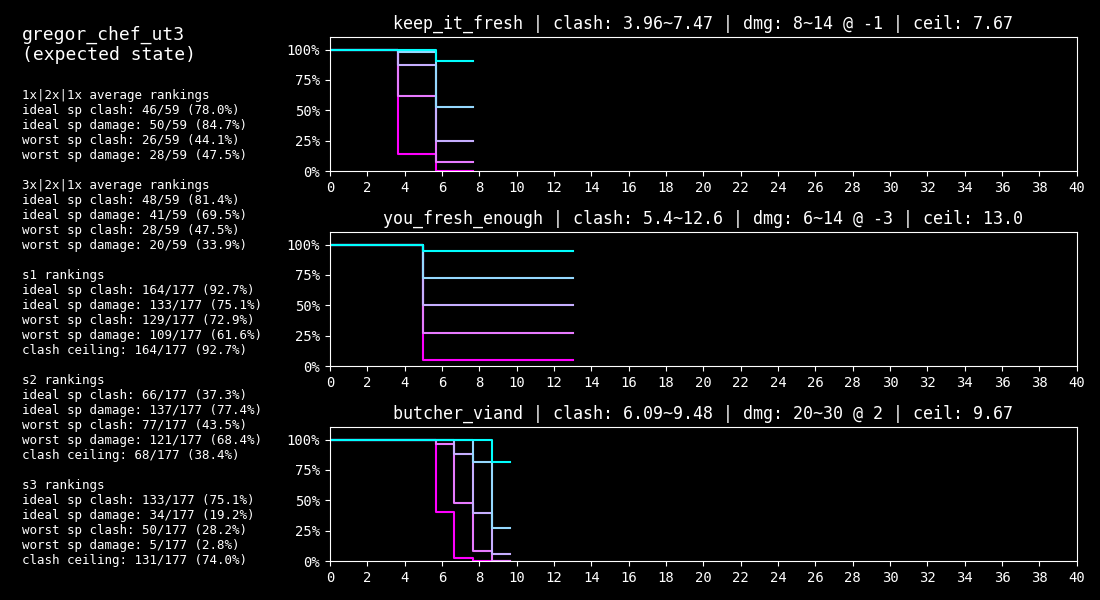 gregor_chef_ut3
(expected state)
1x|2x|1x average rankings
ideal sp clash: 46/59 (78.0%)
ideal sp damage: 50/59 (84.7%)
worst sp clash: 26/59 (44.1%)
worst sp damage: 28/59 (47.5%)
3x|2x|1x average rankings
ideal sp clash: 48/59 (81.4%)
ideal sp damage: 41/59 (69.5%)
worst sp clash: 28/59 (47.5%)
worst sp damage: 20/59 (33.9%)
s1 rankings
ideal sp clash: 164/177 (92.7%)
ideal sp damage: 133/177 (75.1%)
worst sp clash: 129/177 (72.9%)
worst sp damage: 109/177 (61.6%)
clash ceiling: 164/177 (92.7%)
s2 rankings
ideal sp clash: 66/177 (37.3%)
ideal sp damage: 137/177 (77.4%)
worst sp clash: 77/177 (43.5%)
worst sp damage: 121/177 (68.4%)
clash ceiling: 68/177 (38.4%)
s3 rankings
ideal sp clash: 133/177 (75.1%)
ideal sp damage: 34/177 (19.2%)
worst sp clash: 50/177 (28.2%)
worst sp damage: 5/177 (2.8%)
clash ceiling: 131/177 (74.0%)
keep_it_fresh | clash: 3.96~7.47 | dmg: 8~14 @ -1 | ceil: 7.67
100%
75%
50%
25%
0%
0 2 4 6 8 10 12 14 16 18 20 22 24 26 28 30 32 34 36 38 40
you_fresh_enough | clash: 5.4~12.6 | dmg: 6~14 @ -3 | ceil: 13.0
100%
75%
50%
25%
0%
0 2 4 6 8 10 12 14 16 18 20 22 24 26 28 30 32 34 36 38 40
butcher_viand | clash: 6.09~9.48 | dmg: 20~30 @ 2 | ceil: 9.67
100%
75%
50%
25%
0%
0 2 4 6 8 10 12 14 16 18 20 22 24 26 28 30 32 34 36 38 40